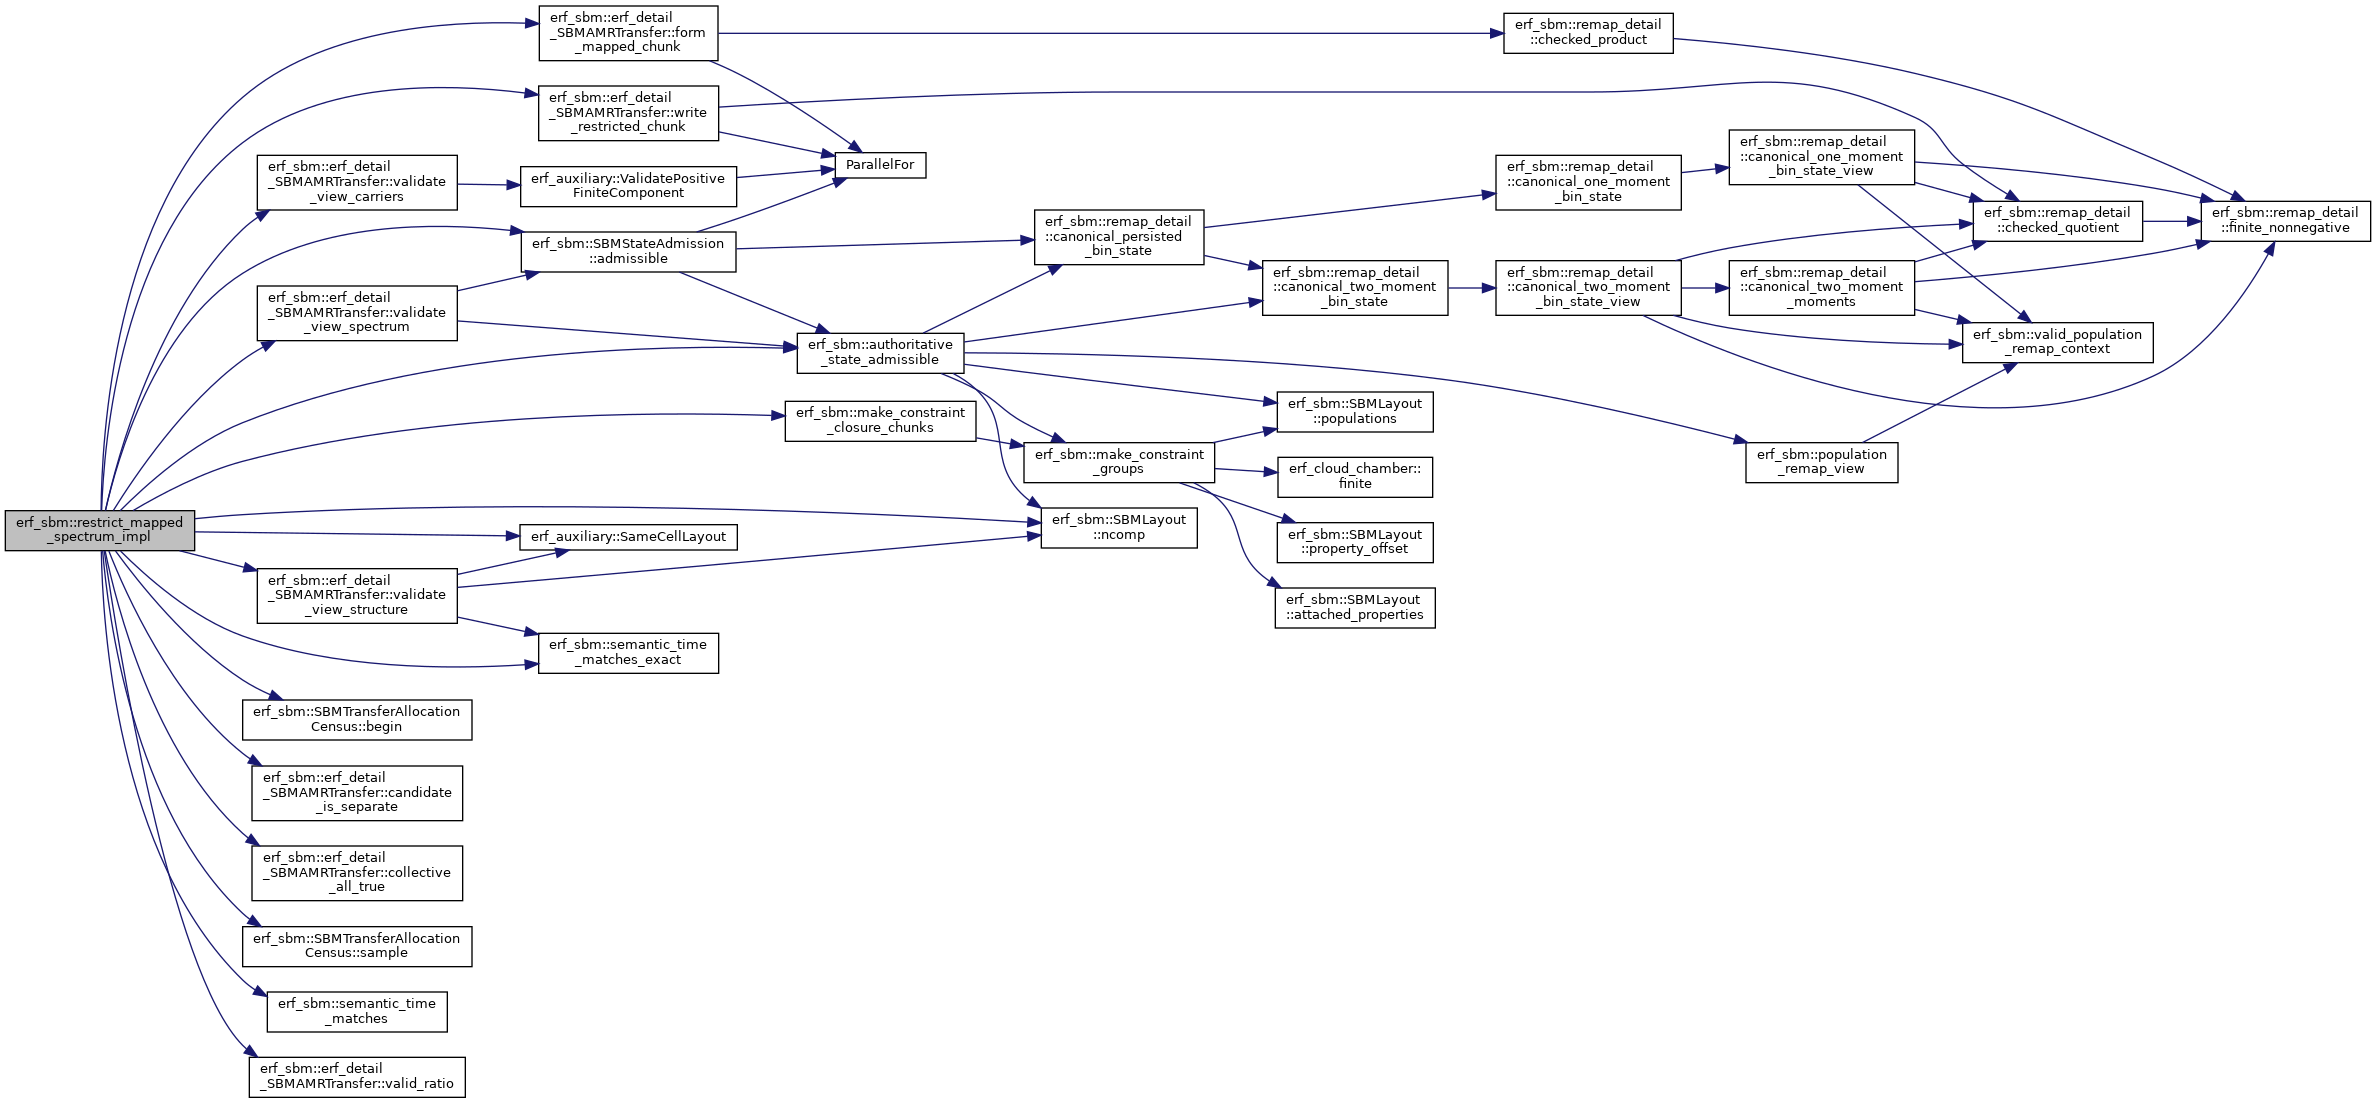 erf_sbm::restrict_mapped
_spectrum_impl
erf_sbm::erf_detail
_SBMAMRTransfer::form
_mapped_chunk
erf_sbm::remap_detail
::checked_product
erf_sbm::erf_detail
_SBMAMRTransfer::write
_restricted_chunk
ParallelFor
erf_sbm::erf_detail
_SBMAMRTransfer::validate
_view_carriers
erf_auxiliary::ValidatePositive
FiniteComponent
erf_sbm::SBMStateAdmission
::admissible
erf_sbm::erf_detail
_SBMAMRTransfer::validate
_view_spectrum
erf_sbm::authoritative
_state_admissible
erf_sbm::remap_detail
::canonical_persisted
_bin_state
erf_sbm::remap_detail
::canonical_one_moment
_bin_state
erf_sbm::remap_detail
::canonical_one_moment
_bin_state_view
erf_sbm::remap_detail
::checked_quotient
erf_sbm::remap_detail
::finite_nonnegative
erf_sbm::remap_detail
::canonical_two_moment
_bin_state
erf_sbm::remap_detail
::canonical_two_moment
_bin_state_view
erf_sbm::remap_detail
::canonical_two_moment
_moments
erf_sbm::valid_population
_remap_context
erf_sbm::make_constraint
_closure_chunks
erf_sbm::make_constraint
_groups
erf_sbm::SBMLayout
::populations
erf_cloud_chamber::
finite
erf_sbm::population
_remap_view
erf_sbm::SBMLayout
::ncomp
erf_sbm::SBMLayout
::property_offset
erf_sbm::SBMLayout
::attached_properties
erf_auxiliary::SameCellLayout
erf_sbm::erf_detail
_SBMAMRTransfer::validate
_view_structure
erf_sbm::semantic_time
_matches_exact
erf_sbm::SBMTransferAllocation
Census::begin
erf_sbm::erf_detail
_SBMAMRTransfer::candidate
_is_separate
erf_sbm::erf_detail
_SBMAMRTransfer::collective
_all_true
erf_sbm::SBMTransferAllocation
Census::sample
erf_sbm::semantic_time
_matches
erf_sbm::erf_detail
_SBMAMRTransfer::valid_ratio